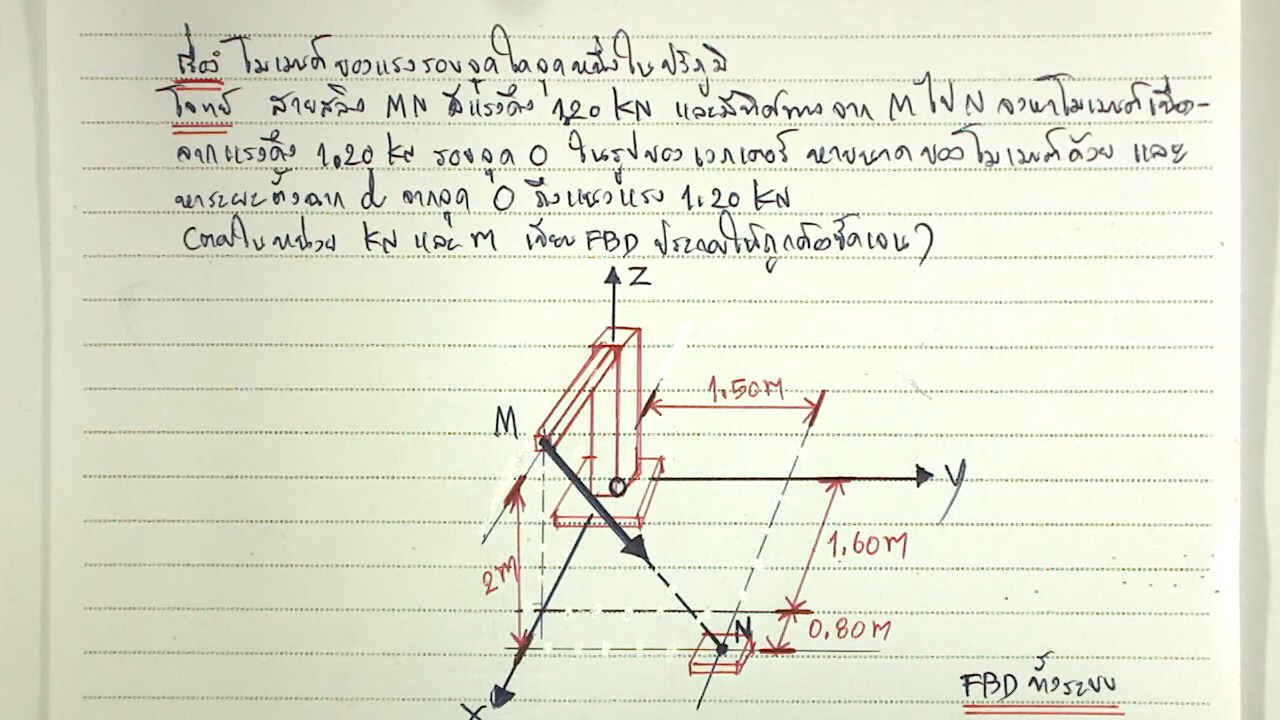 เรื่อง โมเมนต์ของแรงรอบจุดใดจุดหนึ่งในปริภูมิ
โจทย์ สายสลิง MN มีแรงดึง 1.20 KN และมีทิศทางจาก M ไป N จงหาโมเมนต์เนื่อง-
จากแรงดึง 1.20 KN รอบจุด O ในรูปของเวกเตอร์ หาขนาดของโมเมนต์ด้วย และ
หาระยะตั้งฉาก d จากจุด O ถึงแนวแรง 1.20 KN
(ตอบในหน่วย KN และ m เขียน FBD ประกอบให้ถูกต้องชัดเจน)
Z
1.50m
M
O
y
1.60m
2m
N
0.80m
FBD ทั้งระบบ
X